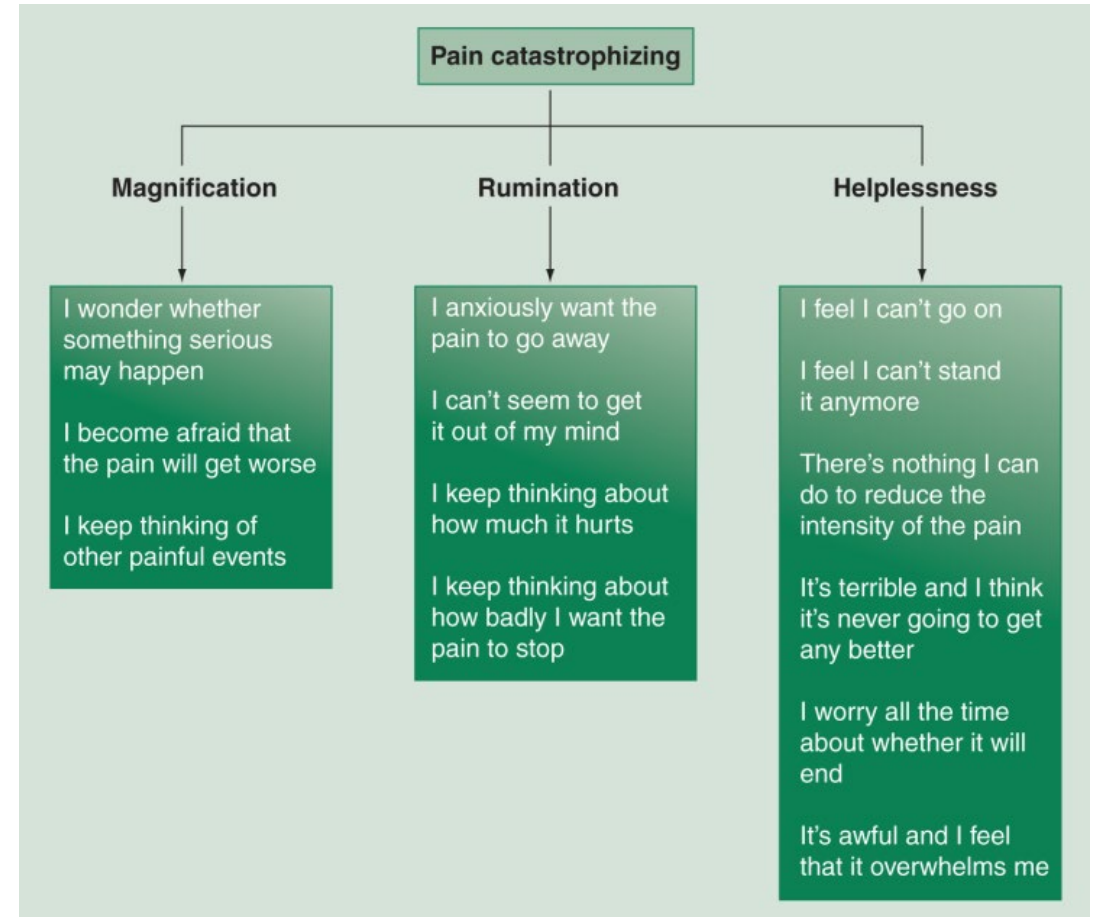 Pain catastrophizing
Magnification
I wonder whether
something serious
may happen
I become afraid that
the pain will get worse
I keep thinking of
other painful events
Rumination
I anxiously want the
pain to go away
I can't seem to get
it out of my mind
I keep thinking about
how much it hurts
I keep thinking about
how badly I want the
pain to stop
Helplessness
I feel I can't go on
I feel I can't stand
it anymore
There's nothing I can
do to reduce the
intensity of the pain
It's terrible and I think
it's never going to get
any better
I worry all the time
about whether it will
end
It's awful and I feel
that it overwhelms me